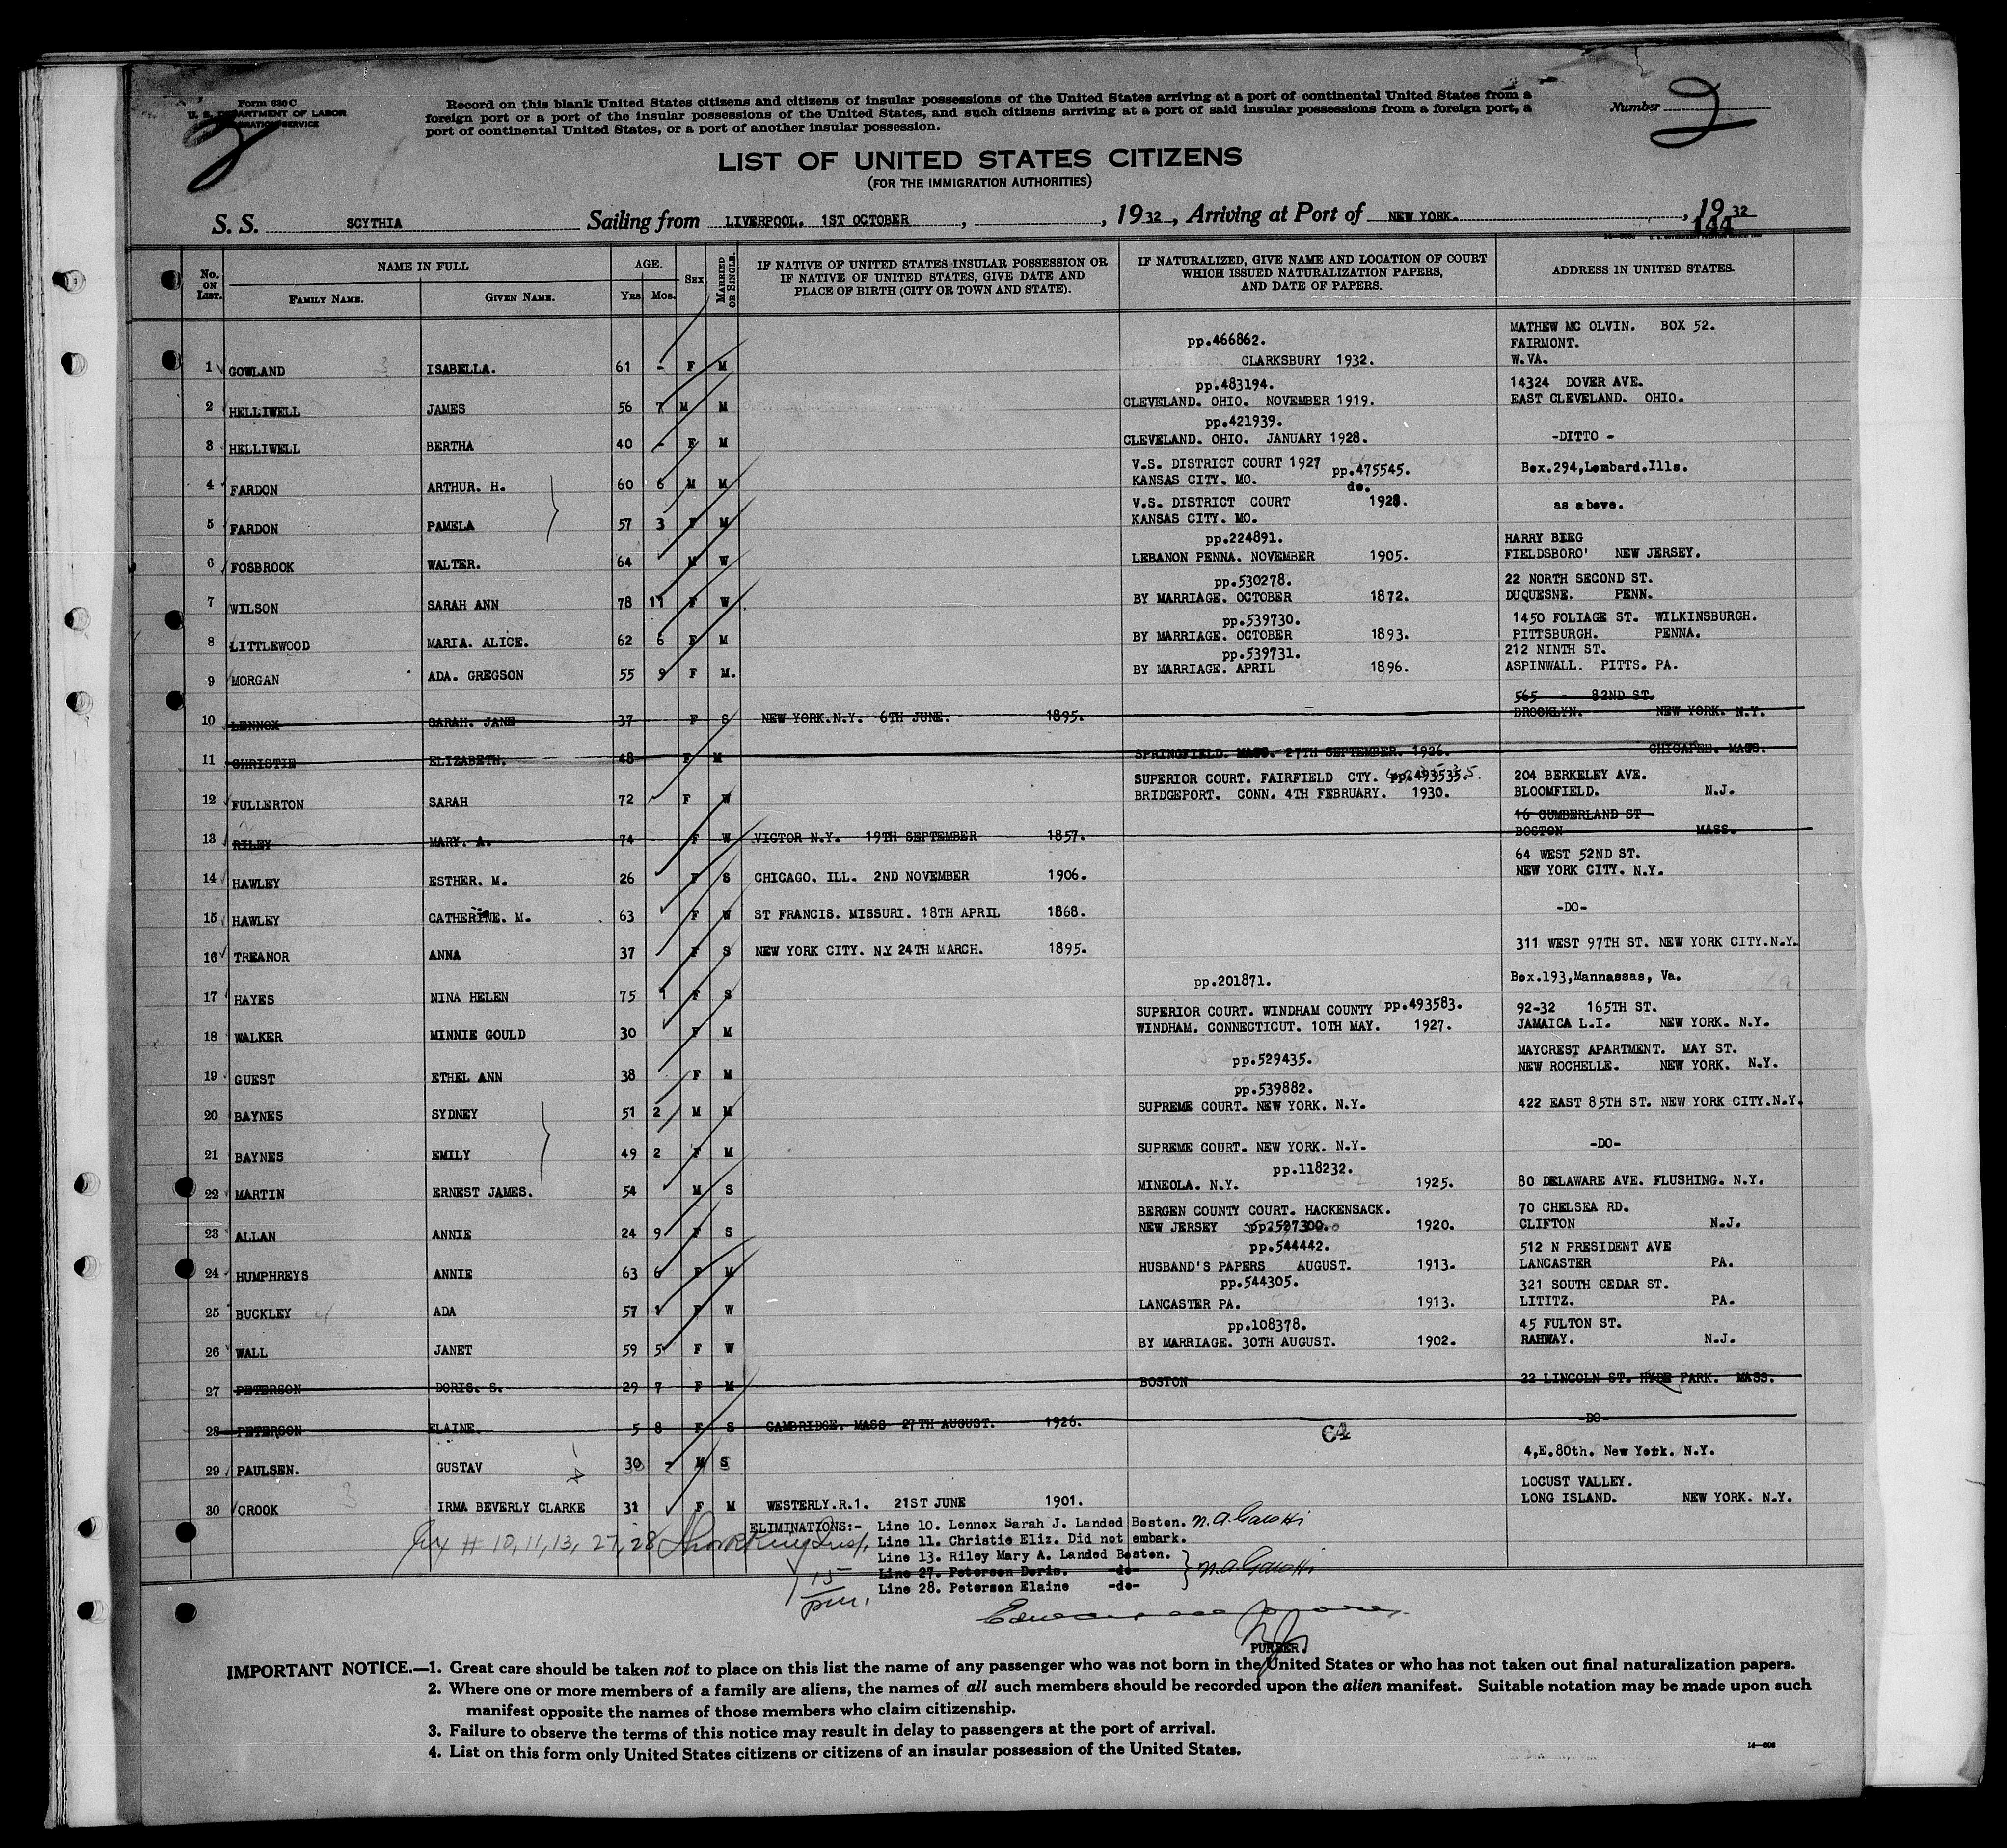 Form 630 C
U. S. DEPARTMENT OF LABOR
IMMIGRATION SERVICE
2
Record on this blank United States citizens and citizens of insular possessions of the United States arriving at a port of continental United States from a
foreign port or a port of the insular possessions of the United States, and such citizens arriving at a port of said insular possessions from a foreign port, a
port of continental United States, or a port of another insular possession.
Number 2
LIST OF UNITED STATES CITIZENS
(FOR THE IMMIGRATION AUTHORITIES)
S. S. SCYTHIA Sailing from LIVERPOOL. 1ST OCTOBER , , 1932 , Arriving at Port of NEW YORK. , 1932
144
No. ON LIST. NAME IN FULL AGE. SEX MARRIED OR SINGLE. IF NATIVE OF UNITED STATES INSULAR POSSESSION OR IF NATIVE OF UNITED STATES, GIVE DATE AND PLACE OF BIRTH (CITY OR TOWN AND STATE). IF NATURALIZED, GIVE NAME AND LOCATION OF COURT WHICH ISSUED NATURALIZATION PAPERS, AND DATE OF PAPERS. ADDRESS IN UNITED STATES.
FAMILY NAME. GIVEN NAME. YRS MOS.
MATHEW MC OLVIN. BOX 52.
pp.466862. FAIRMONT.
1 GOWLAND ISABELLA. 61 - F M CLARKSBURY 1932. W.VA.
pp.483194. 14324 DOVER AVE.
2 HELLIWELL JAMES 56 7 M M CLEVELAND. OHIO. NOVEMBER 1919. EAST CLEVELAND. OHIO.
pp.421939.
3 HELLIWELL BERTHA 40 - F M CLEVELAND. OHIO. JANUARY 1928. -DITTO -
V.S. DISTRICT COURT 1927 pp.475545. Box.294,Lombard.Ills.
4 FARDON ARTHUR. H. 60 6 M M KANSAS CITY. MO. do.
V.S. DISTRICT COURT 1928. as above.
5 FARDON PAMELA 57 3 F M KANSAS CITY. MO.
pp.224891. HARRY BIEG
6 FOSBROOK WALTER. 64 M W LEBANON PENNA. NOVEMBER 1905. FIELDSBORO' NEW JERSEY.
pp.530278. 22 NORTH SECOND ST.
7 WILSON SARAH ANN 78 11 F W BY MARRIAGE. OCTOBER 1872. DUQUESNE. PENN.
pp.539730. 1450 FOLIAGE ST. WILKINSBURGH.
8 LITTLEWOOD MARIA. ALICE. 62 6 F M BY MARRIAGE. OCTOBER 1893. PITTSBURGH. PENNA.
pp.539731. 212 NINTH ST.
9 MORGAN ADA. GREGSON 55 9 F M. BY MARRIAGE. APRIL 1896. ASPINWALL. PITTS. PA.
565 - 82ND ST.
10 LENNOX SARAH. JANE 37 F S NEW YORK.N.Y. 6TH JUNE. 1895. BROOKLYN. NEW YORK. N.Y.
11 CHRISTIE ELIZABETH. 48 F M SPRINGFIELD. MASS. 27TH SEPTEMBER. 1926. CHICAPEE. MASS.
SUPERIOR COURT. FAIRFIELD CTY. pp.493535. 204 BERKELEY AVE.
12 FULLERTON SARAH 72 F W BRIDGEPORT. CONN. 4TH FEBRUARY. 1930. BLOOMFIELD. N.J.
16 CUMBERLAND ST
13 RILEY MARY. A. 74 F W VICTOR N.Y. 19TH SEPTEMBER 1857. BOSTON MASS.
64 WEST 52ND ST.
14 HAWLEY ESTHER. M. 26 F S CHICAGO. ILL. 2ND NOVEMBER 1906. NEW YORK CITY. N.Y.
15 HAWLEY CATHERINE. M. 63 F W ST FRANCIS. MISSURI. 18TH APRIL 1868. -DO-
16 TREANOR ANNA 37 F S NEW YORK CITY. N.Y 24TH MARCH. 1895. 311 WEST 97TH ST. NEW YORK CITY.N.Y.
pp.201871. Box.193,Mannassas, Va.
17 HAYES NINA HELEN 75 1 F S
SUPERIOR COURT. WINDHAM COUNTY pp.493583. 92-32 165TH ST.
18 WALKER MINNIE GOULD 30 F M WINDHAM. CONNECTICUT. 10TH MAY. 1927. JAMAICA L.I. NEW YORK. N.Y.
pp.529435. MAYCREST APARTMENT. MAY ST.
19 GUEST ETHEL ANN 38 F M NEW ROCHELLE. NEW YORK. N.Y.
pp.539882.
20 BAYNES SYDNEY 51 2 M M SUPREME COURT. NEW YORK. N.Y. 422 EAST 85TH ST. NEW YORK CITY.N.Y.
21 BAYNES EMILY 49 2 F M SUPREME COURT. NEW YORK. N.Y. -DO-
pp.118232.
22 MARTIN ERNEST JAMES. 54 M S MINEOLA. N.Y. 1925. 80 DELAWARE AVE. FLUSHING. N.Y.
BERGEN COUNTY COURT. HACKENSACK. 70 CHELSEA RD.
23 ALLAN ANNIE 24 9 F S NEW JERSEY 1920. CLIFTON N.J.
pp.544442. 512 N PRESIDENT AVE
24 HUMPHREYS ANNIE 63 6 F M HUSBAND'S PAPERS AUGUST. 1913. LANCASTER PA.
pp.544305. 321 SOUTH CEDAR ST.
25 BUCKLEY ADA 57 1 F W LANCASTER PA. 1913. LITITZ. PA.
pp.108378. 45 FULTON ST.
26 WALL JANET 59 5 F W BY MARRIAGE. 30TH AUGUST. 1902. RAHWAY. N.J.
27 PETERSON DORIS. S. 29 7 F M BOSTON 22 LINCOLN ST. HYDE PARK. MASS.
28 PETERSON ELAINE. 5 8 F S CAMBRIDGE. MASS 27TH AUGUST. 1926. -DO-
C4
29 PAULSEN. GUSTAV 30 - M S 4,E.80th. New York. N.Y.
LOCUST VALLEY.
30 CROOK IRMA BEVERLY CLARKE 31 F M WESTERLY.R.1. 21ST JUNE 1901. LONG ISLAND. NEW YORK. N.Y.
ELIMINATIONS:- Line 10. Lennox Sarah J. Landed Boston.
# 10, 11, 13, 27, 28 Line 11. Christie Eliz. Did not embark.
Line 13. Riley Mary A. Landed Boston.
15 Line 27. Petersen Doris. -do-
pm. Line 28. Petersen Elaine -do-
PURSER.
IMPORTANT NOTICE.—1. Great care should be taken not to place on this list the name of any passenger who was not born in the United States or who has not taken out final naturalization papers.
2. Where one or more members of a family are aliens, the names of all such members should be recorded upon the alien manifest. Suitable notation may be made upon such
manifest opposite the names of those members who claim citizenship.
3. Failure to observe the terms of this notice may result in delay to passengers at the port of arrival.
4. List on this form only United States citizens or citizens of an insular possession of the United States.